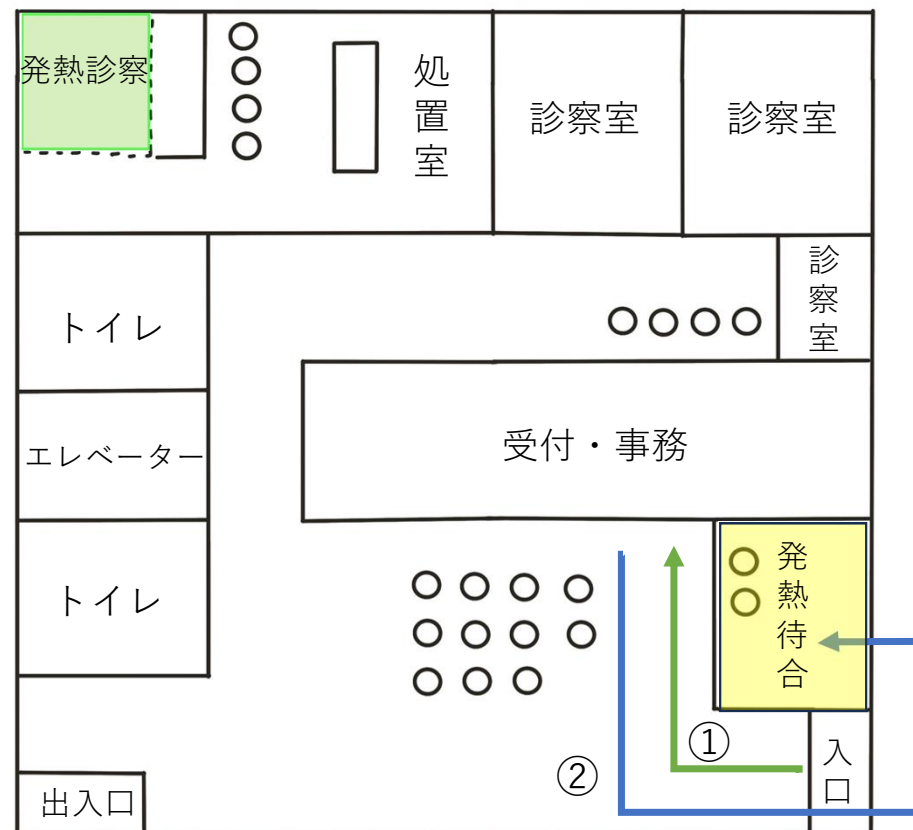 発熱診察
処置室
診察室
診察室
診察室
トイレ
エレベーター
受付・事務
トイレ
発熱待合
①
②
入口
出入口